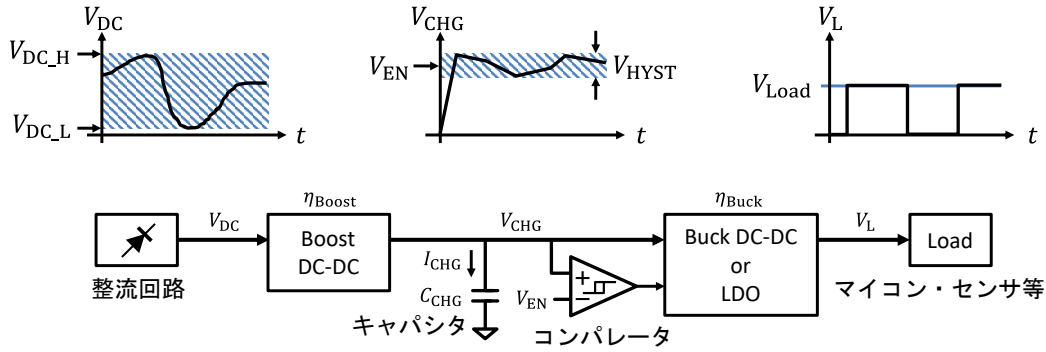 V_DC
V_DC_H
V_DC_L
t
V_CHG
V_EN
V_HYST
t
V_L
V_Load
t
η_Boost
η_Buck
V_DC
V_CHG
V_L
Boost
DC-DC
Buck DC-DC
or
LDO
Load
I_CHG
C_CHG
V_EN
+
−
整流回路
キャパシタ
コンパレータ
マイコン・センサ等